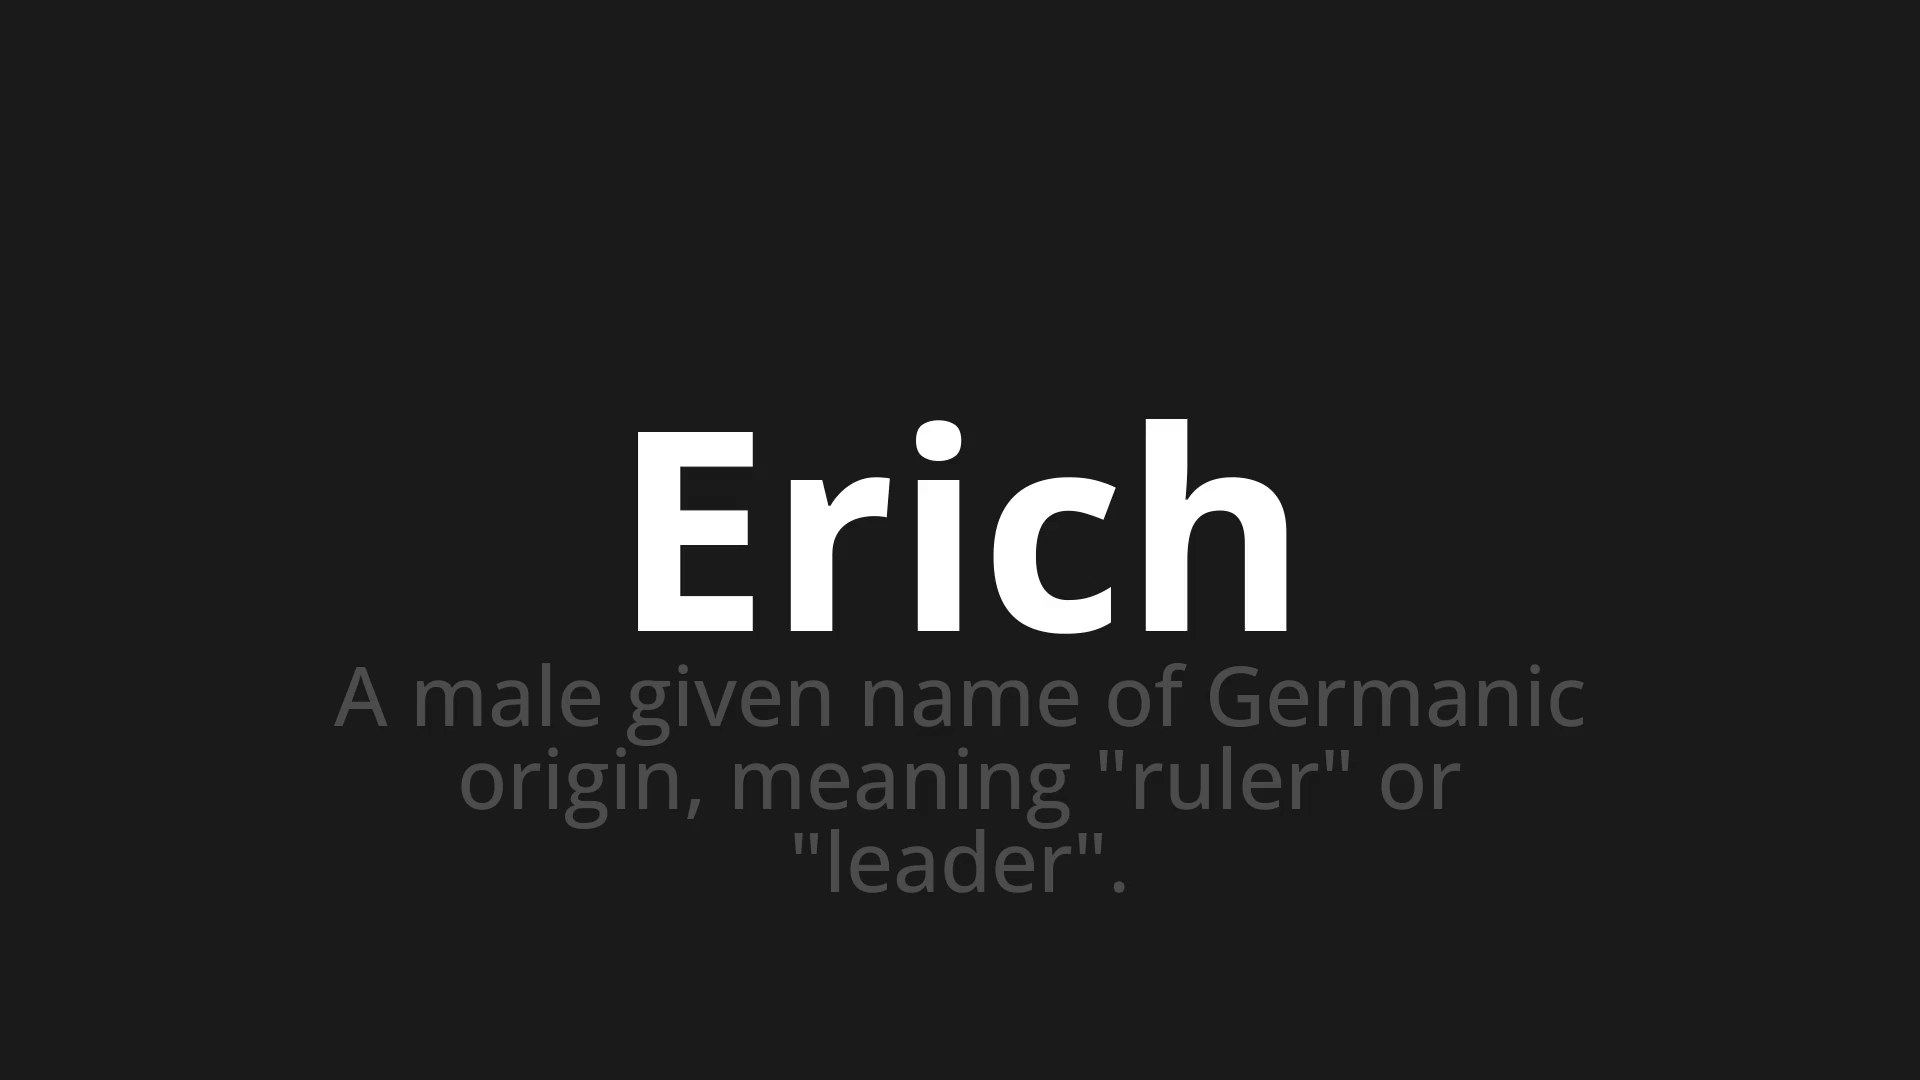 Erich
A male given name of Germanic
origin, meaning "ruler" or
"leader".